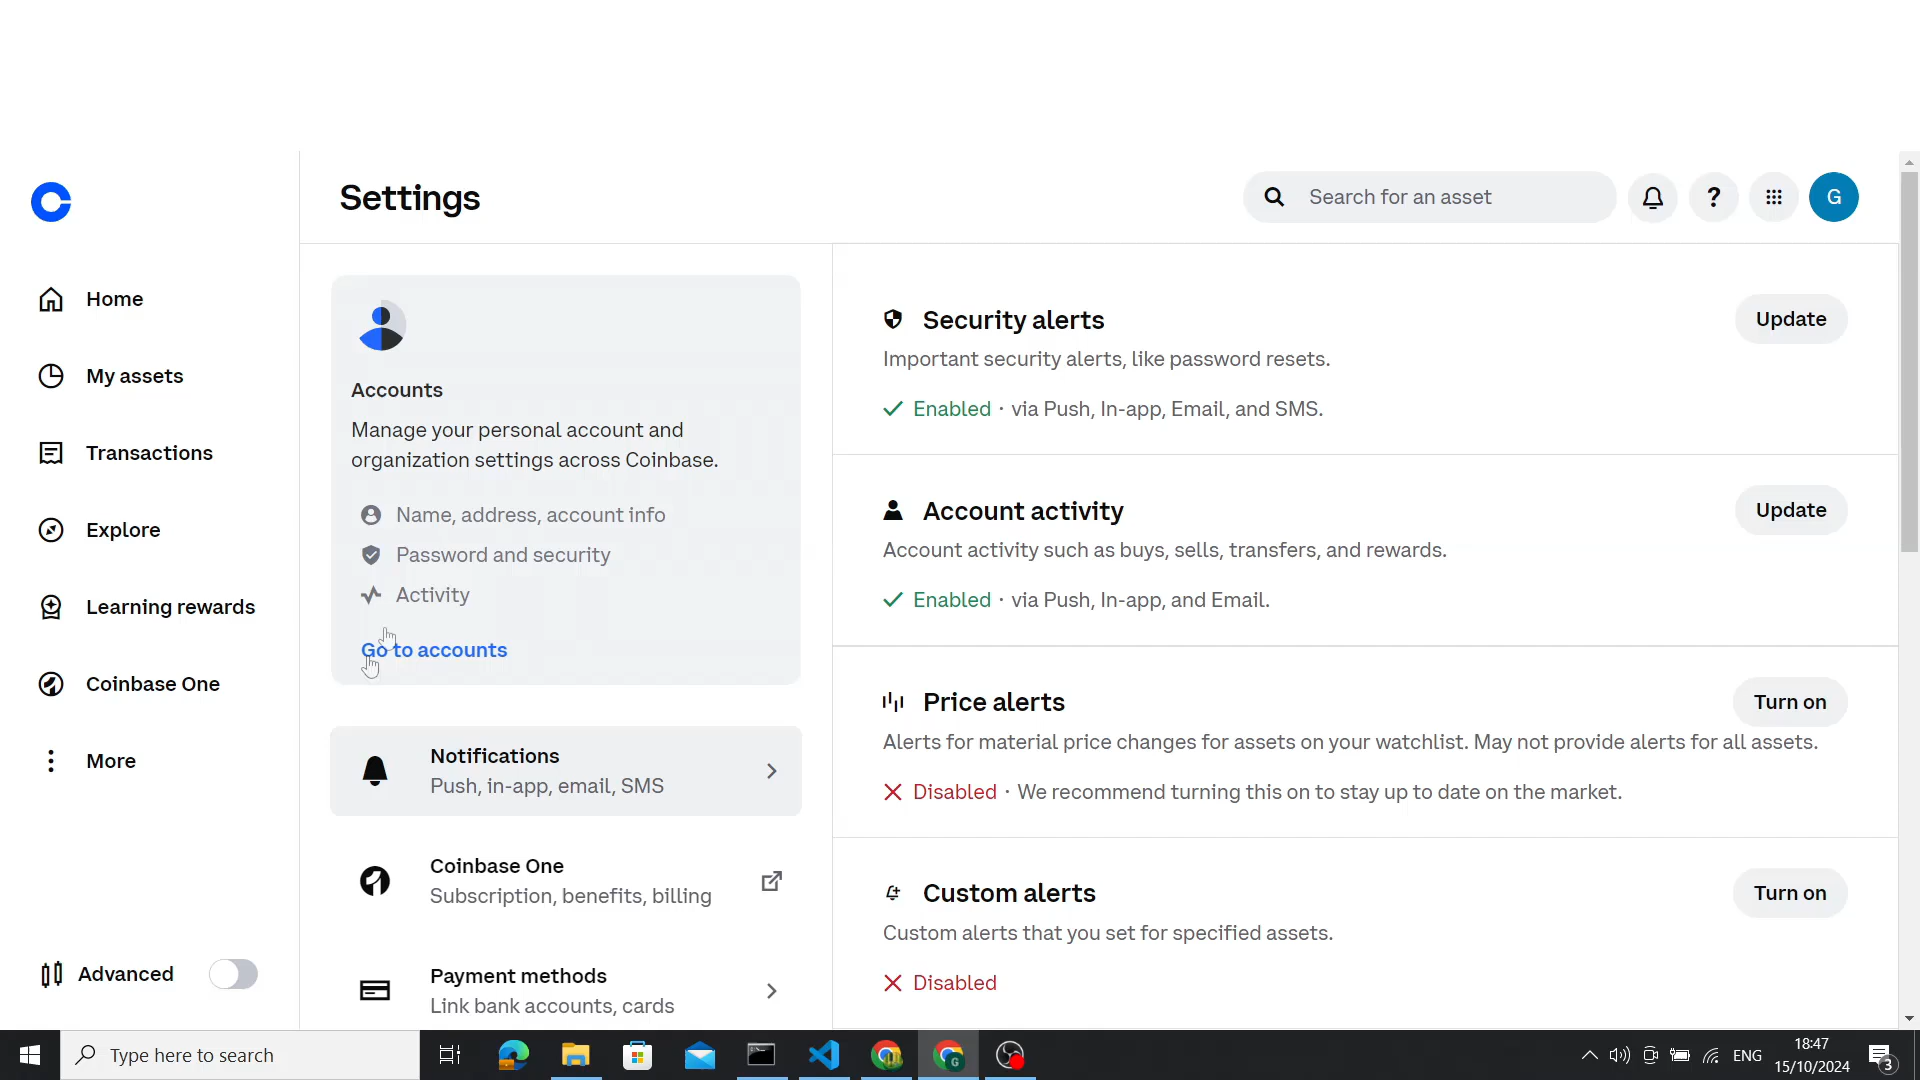 Settings
Search for an asset
?
G
Home
My assets
Transactions
Explore
Learning rewards
Coinbase One
More
Advanced
Accounts
Manage your personal account and
organization settings across Coinbase.
Name, address, account info
Password and security
Activity
Go to accounts
Notifications
Push, in-app, email, SMS
Coinbase One
Subscription, benefits, billing
Payment methods
Link bank accounts, cards
Security alerts
Update
Important security alerts, like password resets.
Enabled · via Push, In-app, Email, and SMS.
Account activity
Update
Account activity such as buys, sells, transfers, and rewards.
Enabled · via Push, In-app, and Email.
Price alerts
Turn on
Alerts for material price changes for assets on your watchlist. May not provide alerts for all assets.
Disabled · We recommend turning this on to stay up to date on the market.
Custom alerts
Turn on
Custom alerts that you set for specified assets.
Disabled
Type here to search
G
ENG
18:47
15/10/2024
3